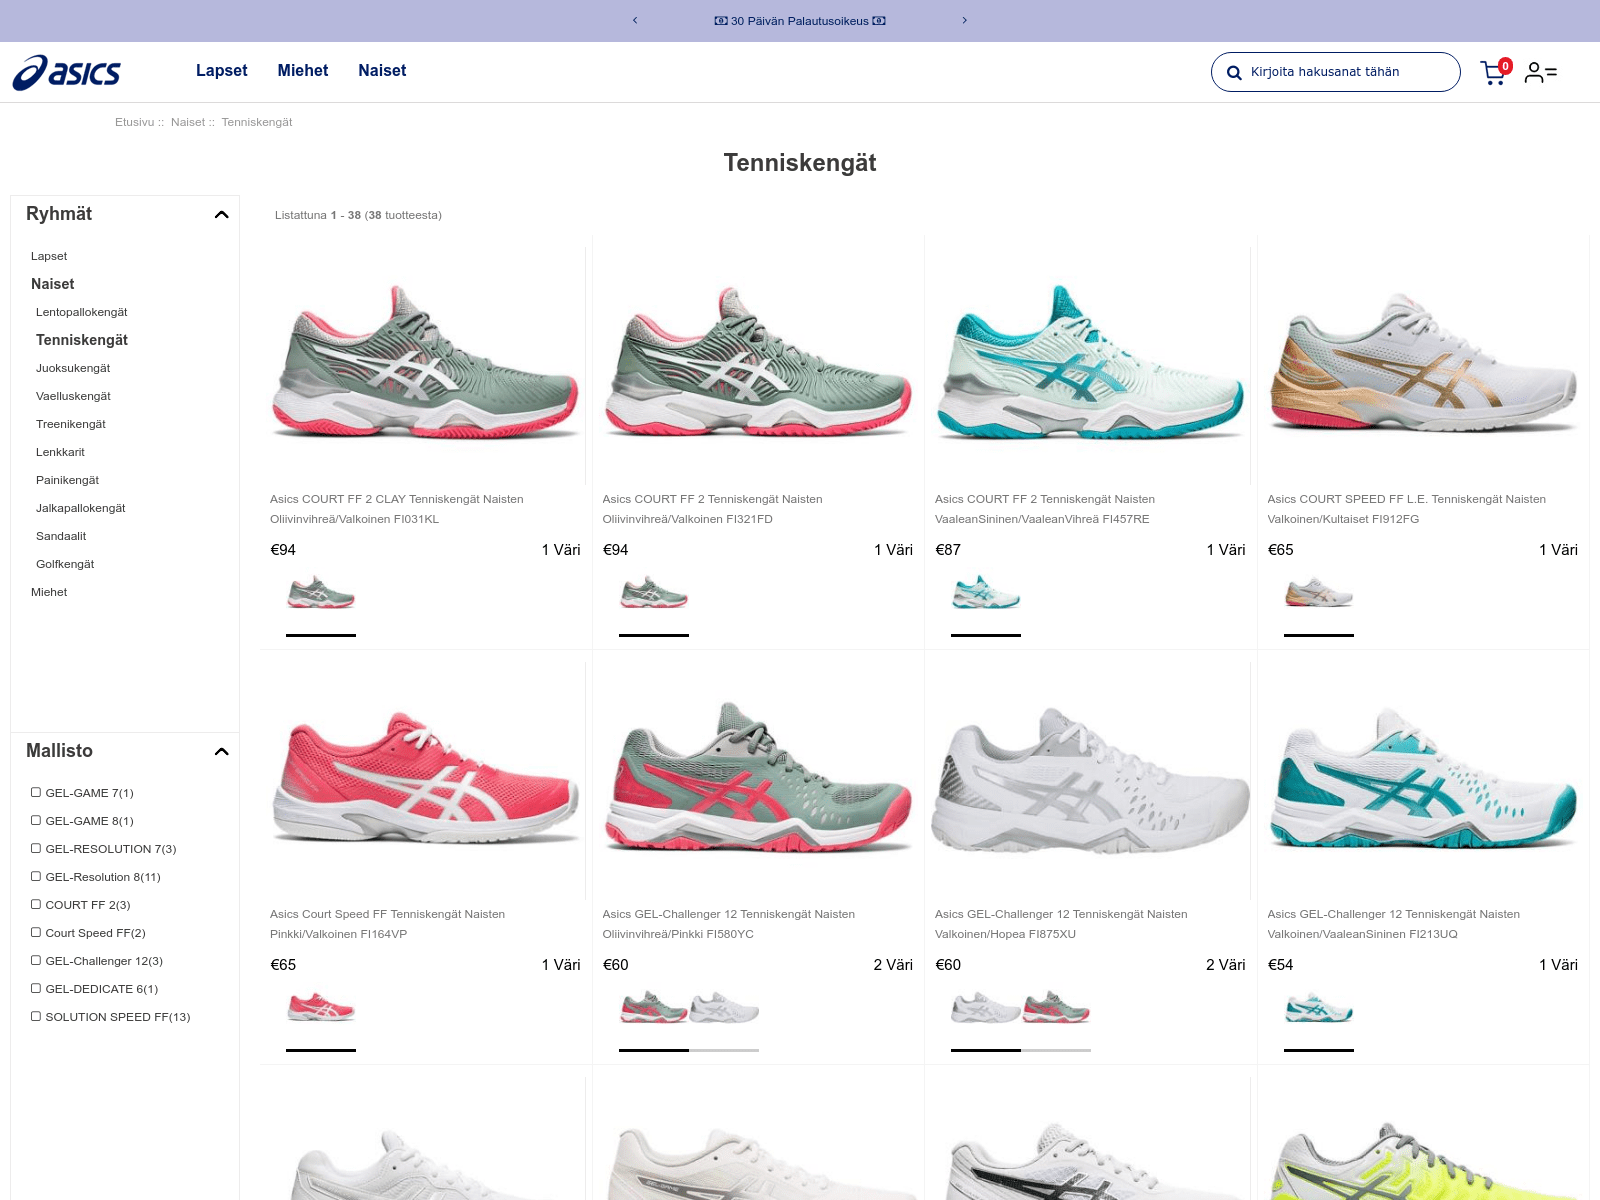 30 Päivän Palautusoikeus
asics
Lapset
Miehet
Naiset
Kirjoita hakusanat tähän
0
Etusivu :: Naiset :: Tenniskengät
Tenniskengät
Ryhmät
Lapset
Naiset
Lentopallokengät
Tenniskengät
Juoksukengät
Vaelluskengät
Treenikengät
Lenkkarit
Painikengät
Jalkapallokengät
Sandaalit
Golfkengät
Miehet
Mallisto
GEL-GAME 7(1)
GEL-GAME 8(1)
GEL-RESOLUTION 7(3)
GEL-Resolution 8(11)
COURT FF 2(3)
Court Speed FF(2)
GEL-Challenger 12(3)
GEL-DEDICATE 6(1)
SOLUTION SPEED FF(13)
Listattuna 1 - 38 (38 tuotteesta)
Asics COURT FF 2 CLAY Tenniskengät Naisten
Oliivinvihreä/Valkoinen FI031KL
€94
1 Väri
Asics COURT FF 2 Tenniskengät Naisten
Oliivinvihreä/Valkoinen FI321FD
€94
1 Väri
Asics COURT FF 2 Tenniskengät Naisten
VaaleanSininen/VaaleanVihreä FI457RE
€87
1 Väri
Asics COURT SPEED FF L.E. Tenniskengät Naisten
Valkoinen/Kultaiset FI912FG
€65
1 Väri
Asics Court Speed FF Tenniskengät Naisten
Pinkki/Valkoinen FI164VP
€65
1 Väri
Asics GEL-Challenger 12 Tenniskengät Naisten
Oliivinvihreä/Pinkki FI580YC
€60
2 Väri
Asics GEL-Challenger 12 Tenniskengät Naisten
Valkoinen/Hopea FI875XU
€60
2 Väri
Asics GEL-Challenger 12 Tenniskengät Naisten
Valkoinen/VaaleanSininen FI213UQ
€54
1 Väri
GEL-GAME